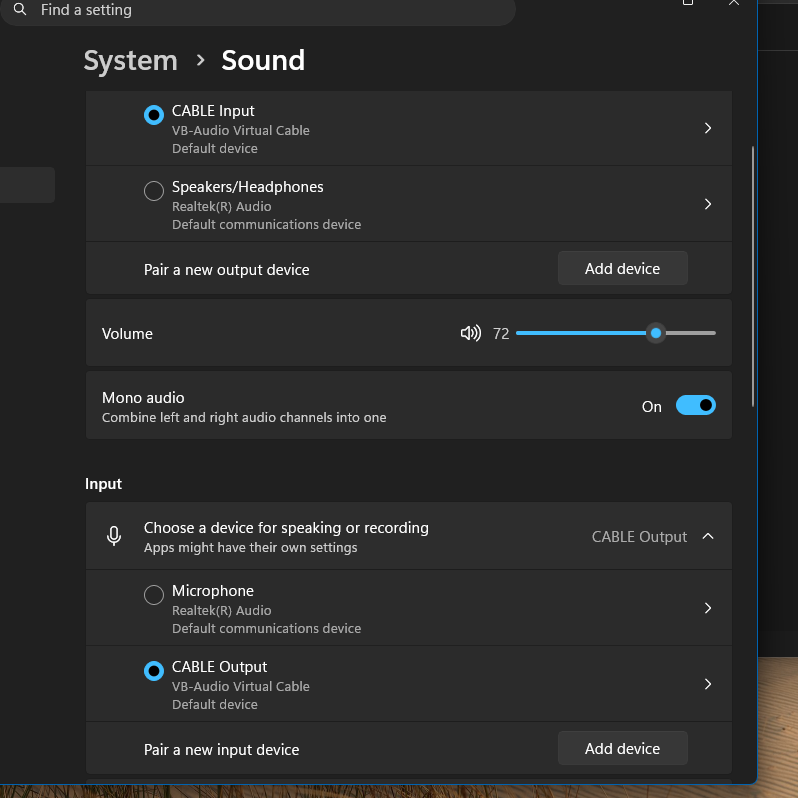 Find a setting
System > Sound
CABLE Input
VB-Audio Virtual Cable
Default device
Speakers/Headphones
Realtek(R) Audio
Default communications device
Pair a new output device
Add device
Volume
72
Mono audio
Combine left and right audio channels into one
On
Input
Choose a device for speaking or recording
Apps might have their own settings
CABLE Output
Microphone
Realtek(R) Audio
Default communications device
CABLE Output
VB-Audio Virtual Cable
Default device
Pair a new input device
Add device